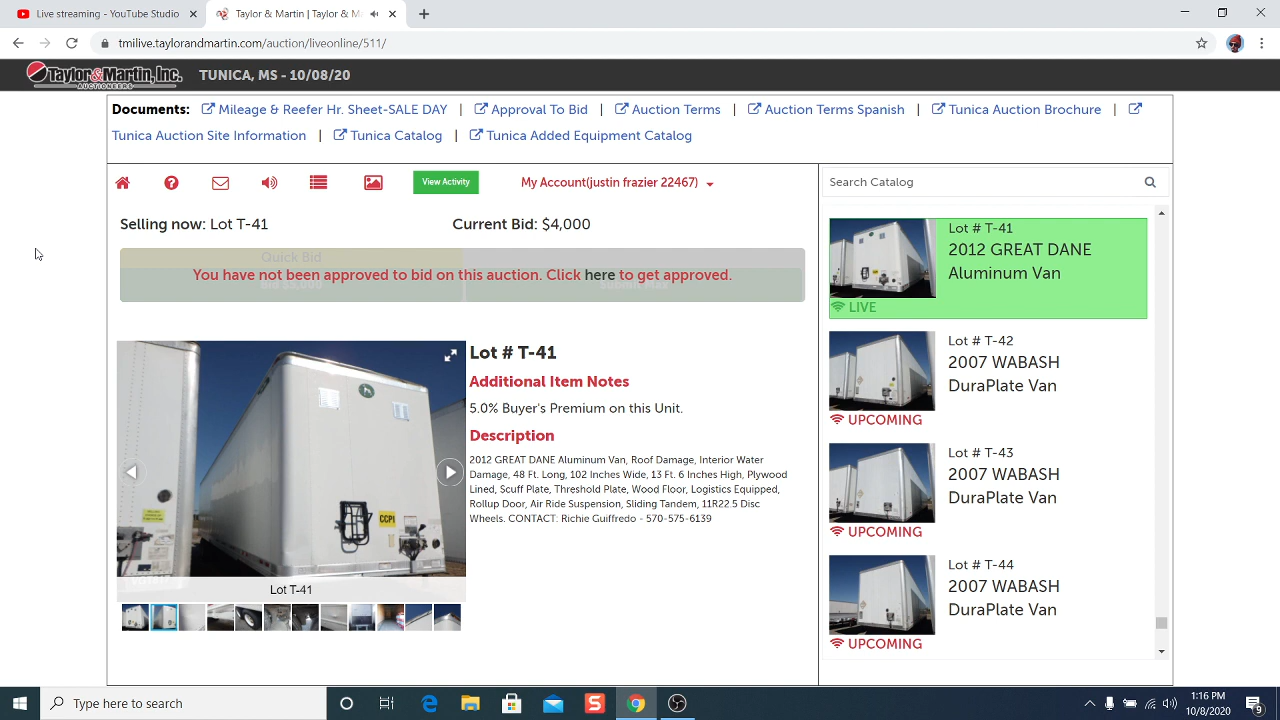 Live streaming - YouTube Studio
Taylor & Martin | Taylor & M
tmlive.taylorandmartin.com/auction/liveonline/511/
Taylor & Martin, Inc.
AUCTIONEERS
TUNICA, MS - 10/08/20
Documents: Mileage & Reefer Hr. Sheet-SALE DAY | Approval To Bid | Auction Terms | Auction Terms Spanish | Tunica Auction Brochure |
Tunica Auction Site Information | Tunica Catalog | Tunica Added Equipment Catalog
View Activity
My Account(justin frazier 22467)
Search Catalog
Selling now: Lot T-41
Current Bid: $4,000
Quick Bid
You have not been approved to bid on this auction. Click here to get approved.
Bid $5,000
Submit Max
Lot T-41
CCPI
Lot # T-41
Additional Item Notes
5.0% Buyer's Premium on this Unit.
Description
2012 GREAT DANE Aluminum Van, Roof Damage, Interior Water
Damage, 48 Ft. Long, 102 Inches Wide, 13 Ft. 6 Inches High, Plywood
Lined, Scuff Plate, Threshold Plate, Wood Floor, Logistics Equipped,
Rollup Door, Air Ride Suspension, Sliding Tandem, 11R22.5 Disc
Wheels. CONTACT: Richie Guiffredo - 570-575-6139
Lot # T-41
2012 GREAT DANE
Aluminum Van
LIVE
Lot # T-42
2007 WABASH
DuraPlate Van
UPCOMING
Lot # T-43
2007 WABASH
DuraPlate Van
UPCOMING
Lot # T-44
2007 WABASH
DuraPlate Van
UPCOMING
Type here to search
1:16 PM
10/8/2020
9